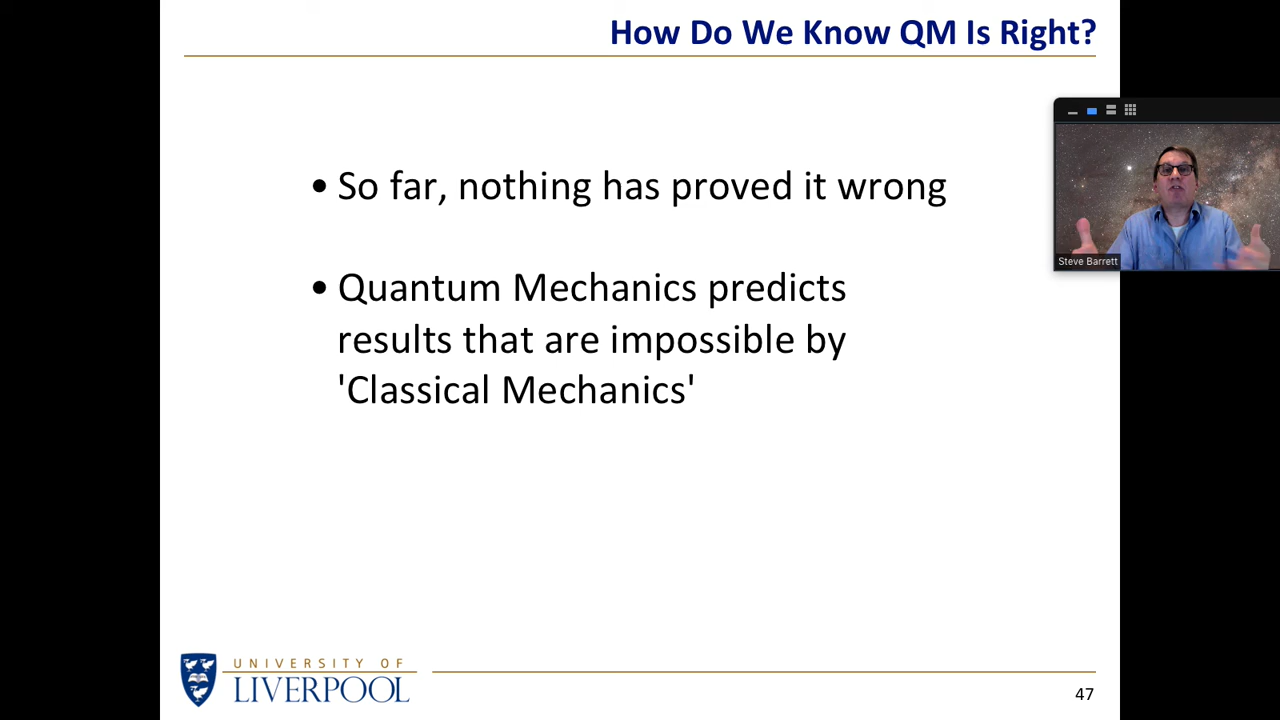 How Do We Know QM Is Right?
• So far, nothing has proved it wrong
• Quantum Mechanics predicts
results that are impossible by
'Classical Mechanics'
Steve Barrett
UNIVERSITY OF
LIVERPOOL
47